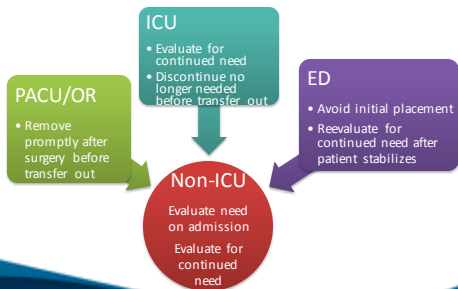 ICU
• Evaluate for
continued need
• Discontinue no
longer needed
before transfer out
PACU/OR
• Remove
promptly after
surgery before
transfer out
ED
• Avoid initial placement
• Reevaluate for
continued need after
patient stabilizes
Non-ICU
Evaluate need
on admission
Evaluate for
continued
need